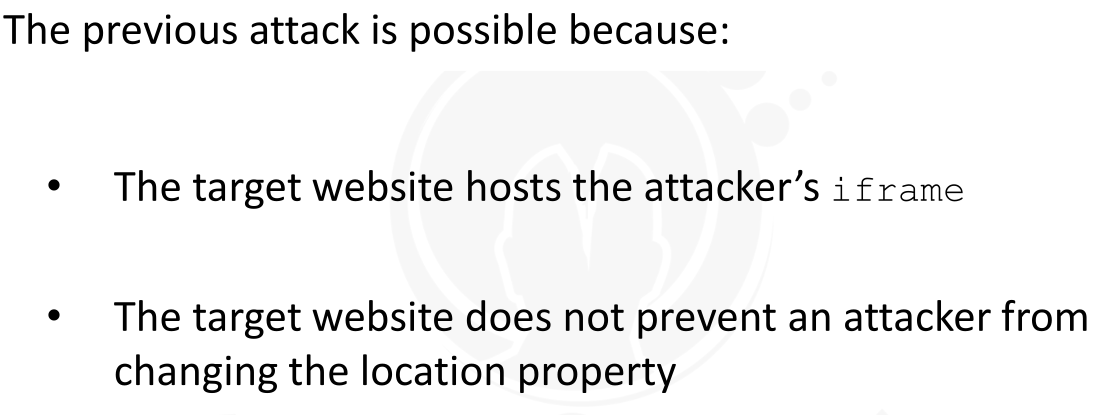 The previous attack is possible because:
• The target website hosts the attacker’s iframe
• The target website does not prevent an attacker from
changing the location property